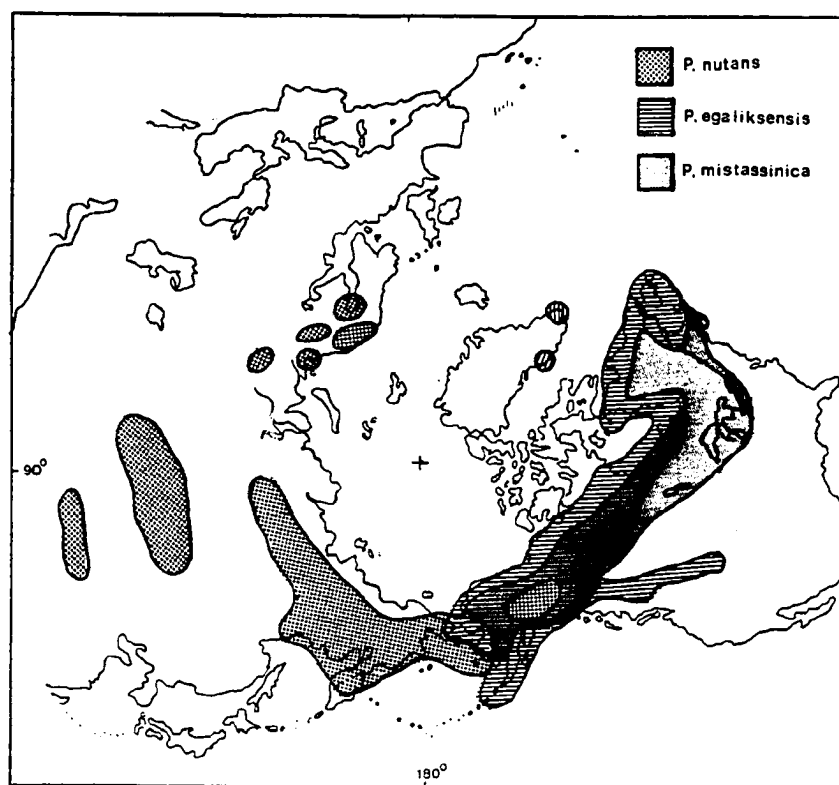 P. nutans
P. egaliksensis
P. mistassinica
90°
180°